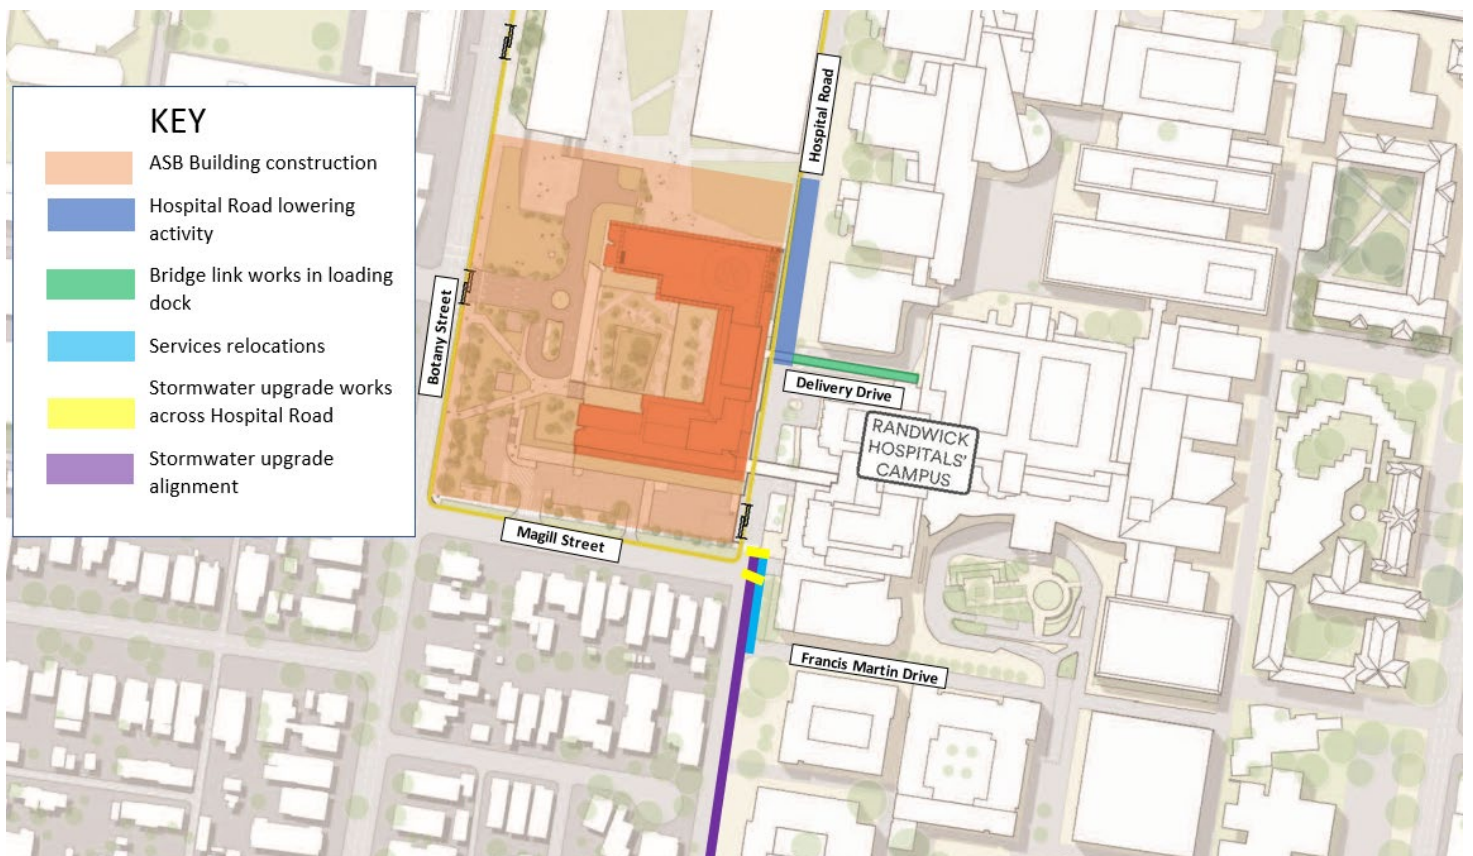 KEY
ASB Building construction
Hospital Road lowering
activity
Bridge link works in loading
dock
Services relocations
Stormwater upgrade works
across Hospital Road
Stormwater upgrade
alignment
Hospital Road
Botany Street
Delivery Drive
RANDWICK
HOSPITALS'
CAMPUS
Magill Street
Francis Martin Drive